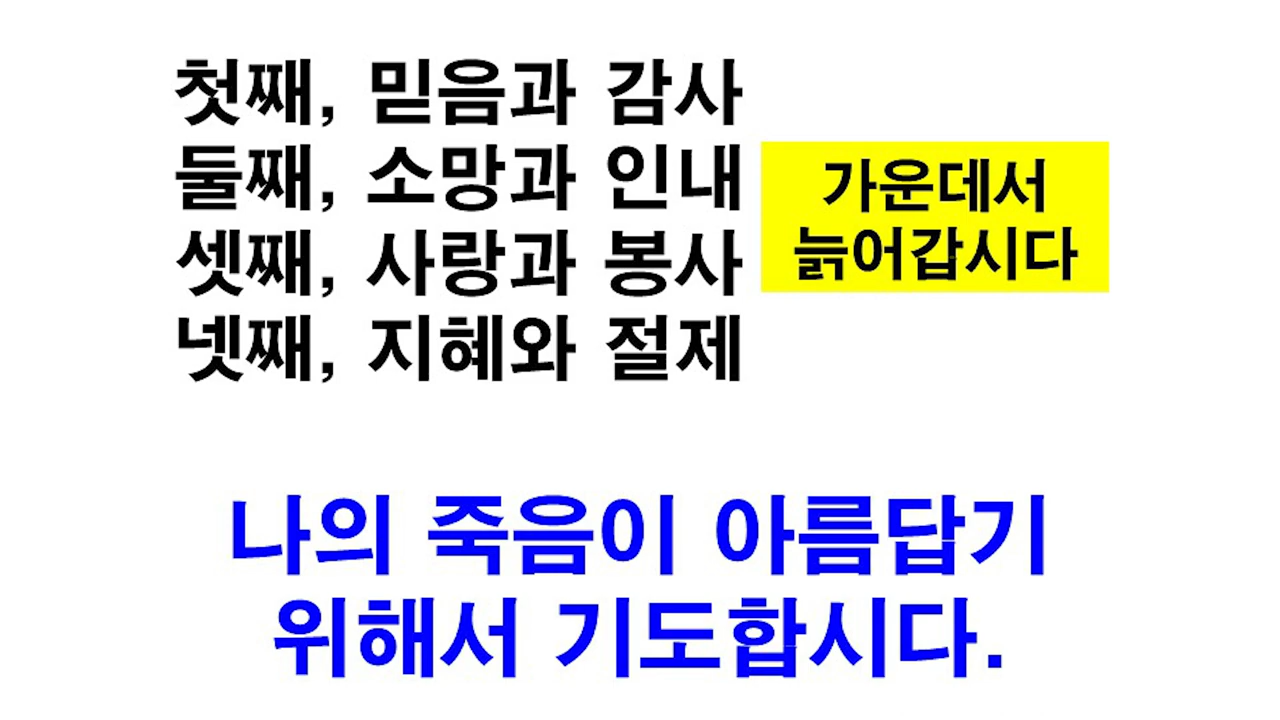 첫째, 믿음과 감사
둘째, 소망과 인내
셋째, 사랑과 봉사
넷째, 지혜와 절제
가운데서
늙어갑시다
나의 죽음이 아름답기
위해서 기도합시다.